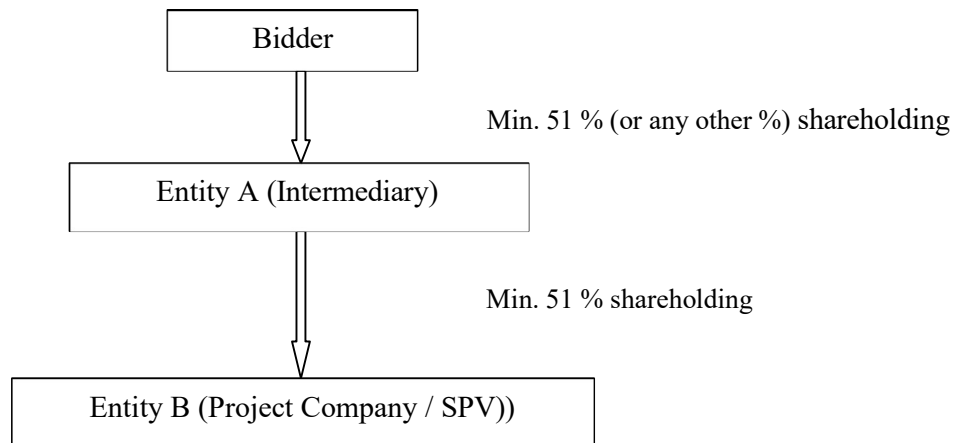 Bidder
Min. 51 % (or any other %) shareholding
Entity A (Intermediary)
Min. 51 % shareholding
Entity B (Project Company / SPV))